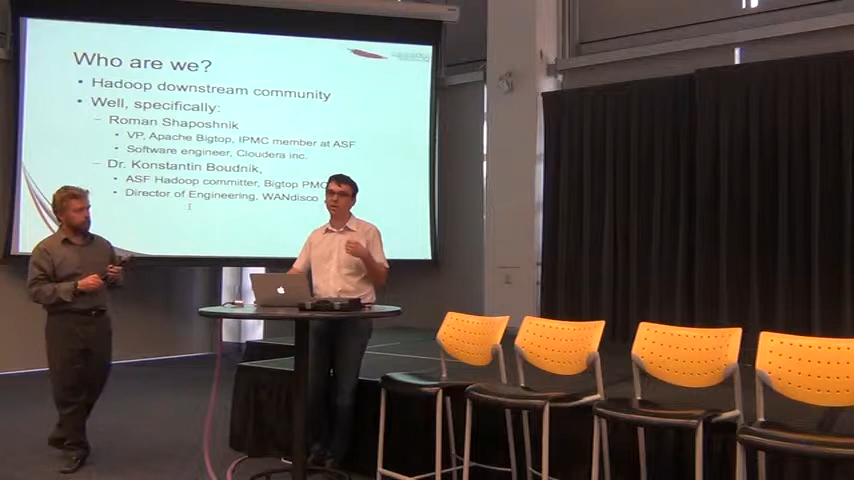 Who are we?
• Hadoop downstream community
• Well, specifically:
– Roman Shaposhnik
• VP, Apache Bigtop, IPMC member at ASF
• Software engineer, Cloudera inc.
– Dr. Konstantin Boudnik,
• ASF Hadoop committer, Bigtop PMC
• Director of Engineering, WANdisco